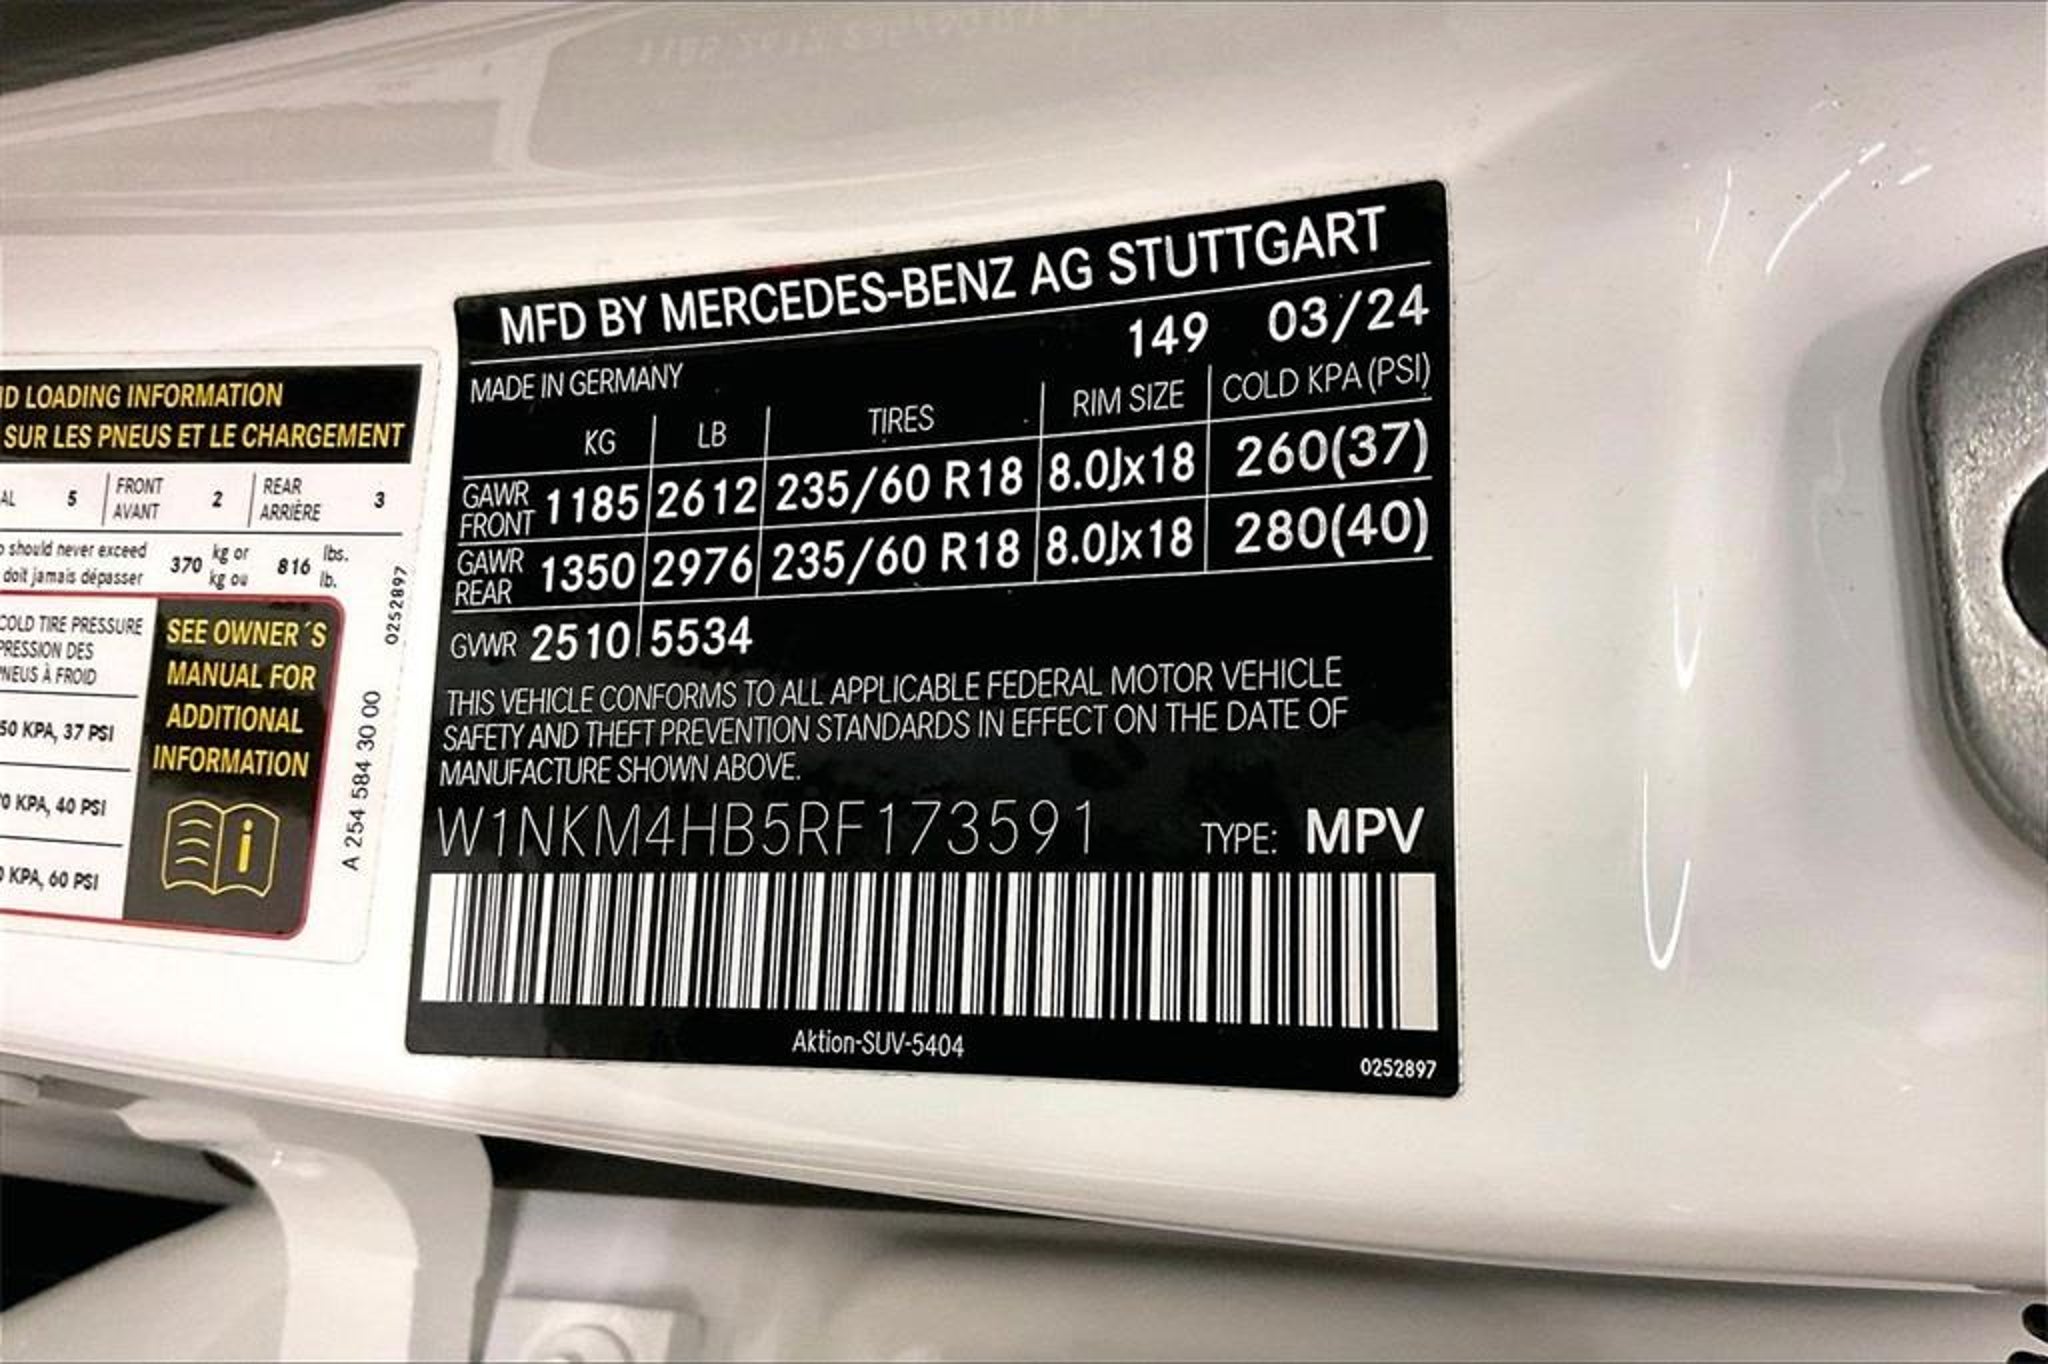 D LOADING INFORMATION
SUR LES PNEUS ET LE CHARGEMENT
AL 5 FRONT AVANT 2 REAR ARRIÈRE 3
should never exceed 370 kg or 816 lbs.
doit jamais dépasser kg ou lb.
COLD TIRE PRESSURE
PRESSION DES
PNEUS À FROID
50 KPA, 37 PSI
0 KPA, 40 PSI
0 KPA, 60 PSI
SEE OWNER´S
MANUAL FOR
ADDITIONAL
INFORMATION
i
0252897
A 254 584 30 00
MFD BY MERCEDES-BENZ AG STUTTGART
149 03/24
MADE IN GERMANY
KG LB TIRES RIM SIZE COLD KPA (PSI)
GAWR FRONT 1185 2612 235/60 R18 8.0Jx18 260(37)
GAWR REAR 1350 2976 235/60 R18 8.0Jx18 280(40)
GVWR 2510 5534
THIS VEHICLE CONFORMS TO ALL APPLICABLE FEDERAL MOTOR VEHICLE
SAFETY AND THEFT PREVENTION STANDARDS IN EFFECT ON THE DATE OF
MANUFACTURE SHOWN ABOVE.
W1NKM4HB5RF173591 TYPE: MPV
Aktion-SUV-5404
0252897